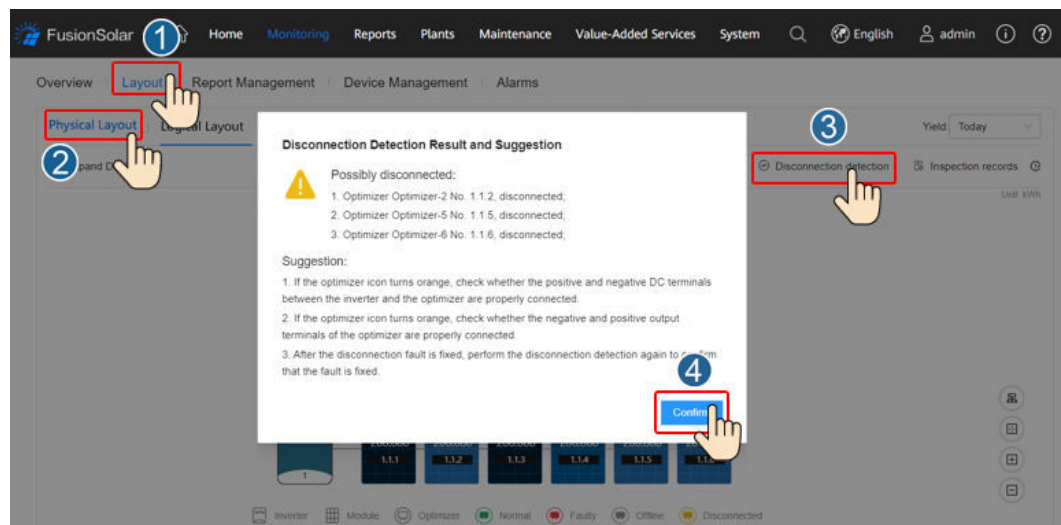 FusionSolar 1 Home Monitoring Reports Plants Maintenance Value-Added Services System English admin
Overview Layout Report Management Device Management Alarms
Physical Layout Logical Layout 3 Yield: Today
2 pand D Disconnection detection Inspection records
Unit: kWh
Disconnection Detection Result and Suggestion
Possibly disconnected:
1. Optimizer Optimizer-2 No. 1.1.2, disconnected;
2. Optimizer Optimizer-5 No. 1.1.5, disconnected;
3. Optimizer Optimizer-6 No. 1.1.6, disconnected;
Suggestion:
1. If the optimizer icon turns orange, check whether the positive and negative DC terminals
between the inverter and the optimizer are properly connected.
2. If the optimizer icon turns orange, check whether the negative and positive output
terminals of the optimizer are properly connected.
3. After the disconnection fault is fixed, perform the disconnection detection again to confirm
that the fault is fixed.
4
Confirm
1.1.1 1.1.2 1.1.3 1.1.4 1.1.5
1
Inverter Module Optimizer Normal Faulty Offline Disconnected